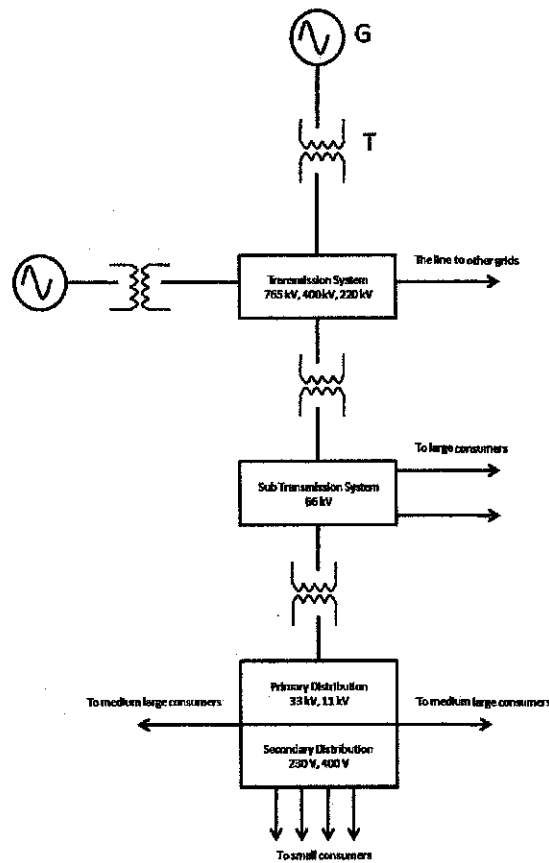 G
T
The line to other grids
Transmission System
765 kV, 400 kV, 220 kV
To large consumers
Sub Transmission System
66 kV
Primary Distribution
33 kV, 11 kV
To medium large consumers
To medium large consumers
Secondary Distribution
230 V, 400 V
To small consumers